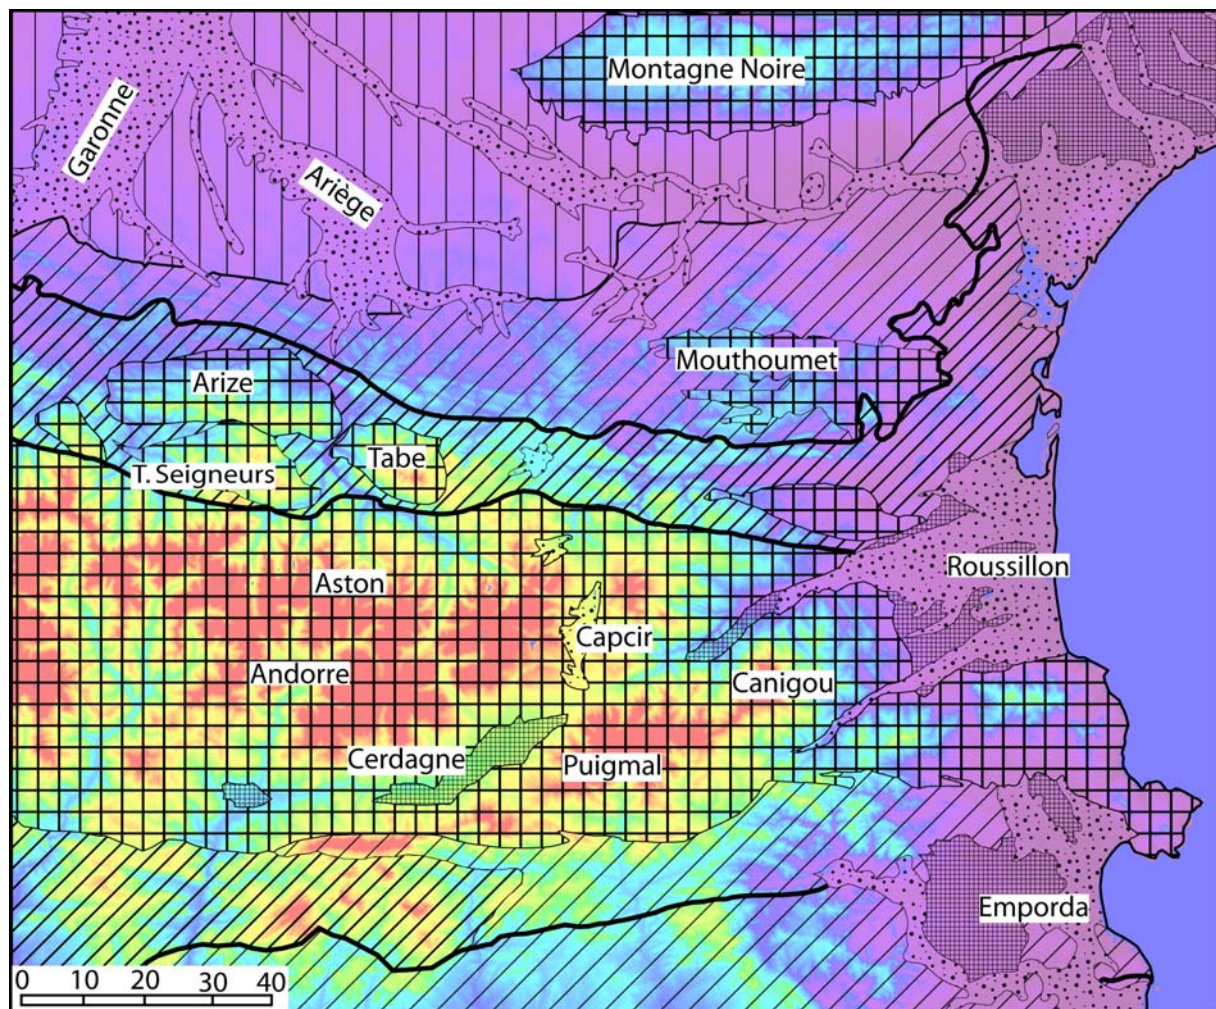 Montagne Noire
Garonne
Ariège
Mouthoumet
Arize
Tabe
T. Seigneurs
Roussillon
Aston
Capcir
Andorre
Canigou
Cerdagne
Puigmal
Emporda
0 10 20 30 40